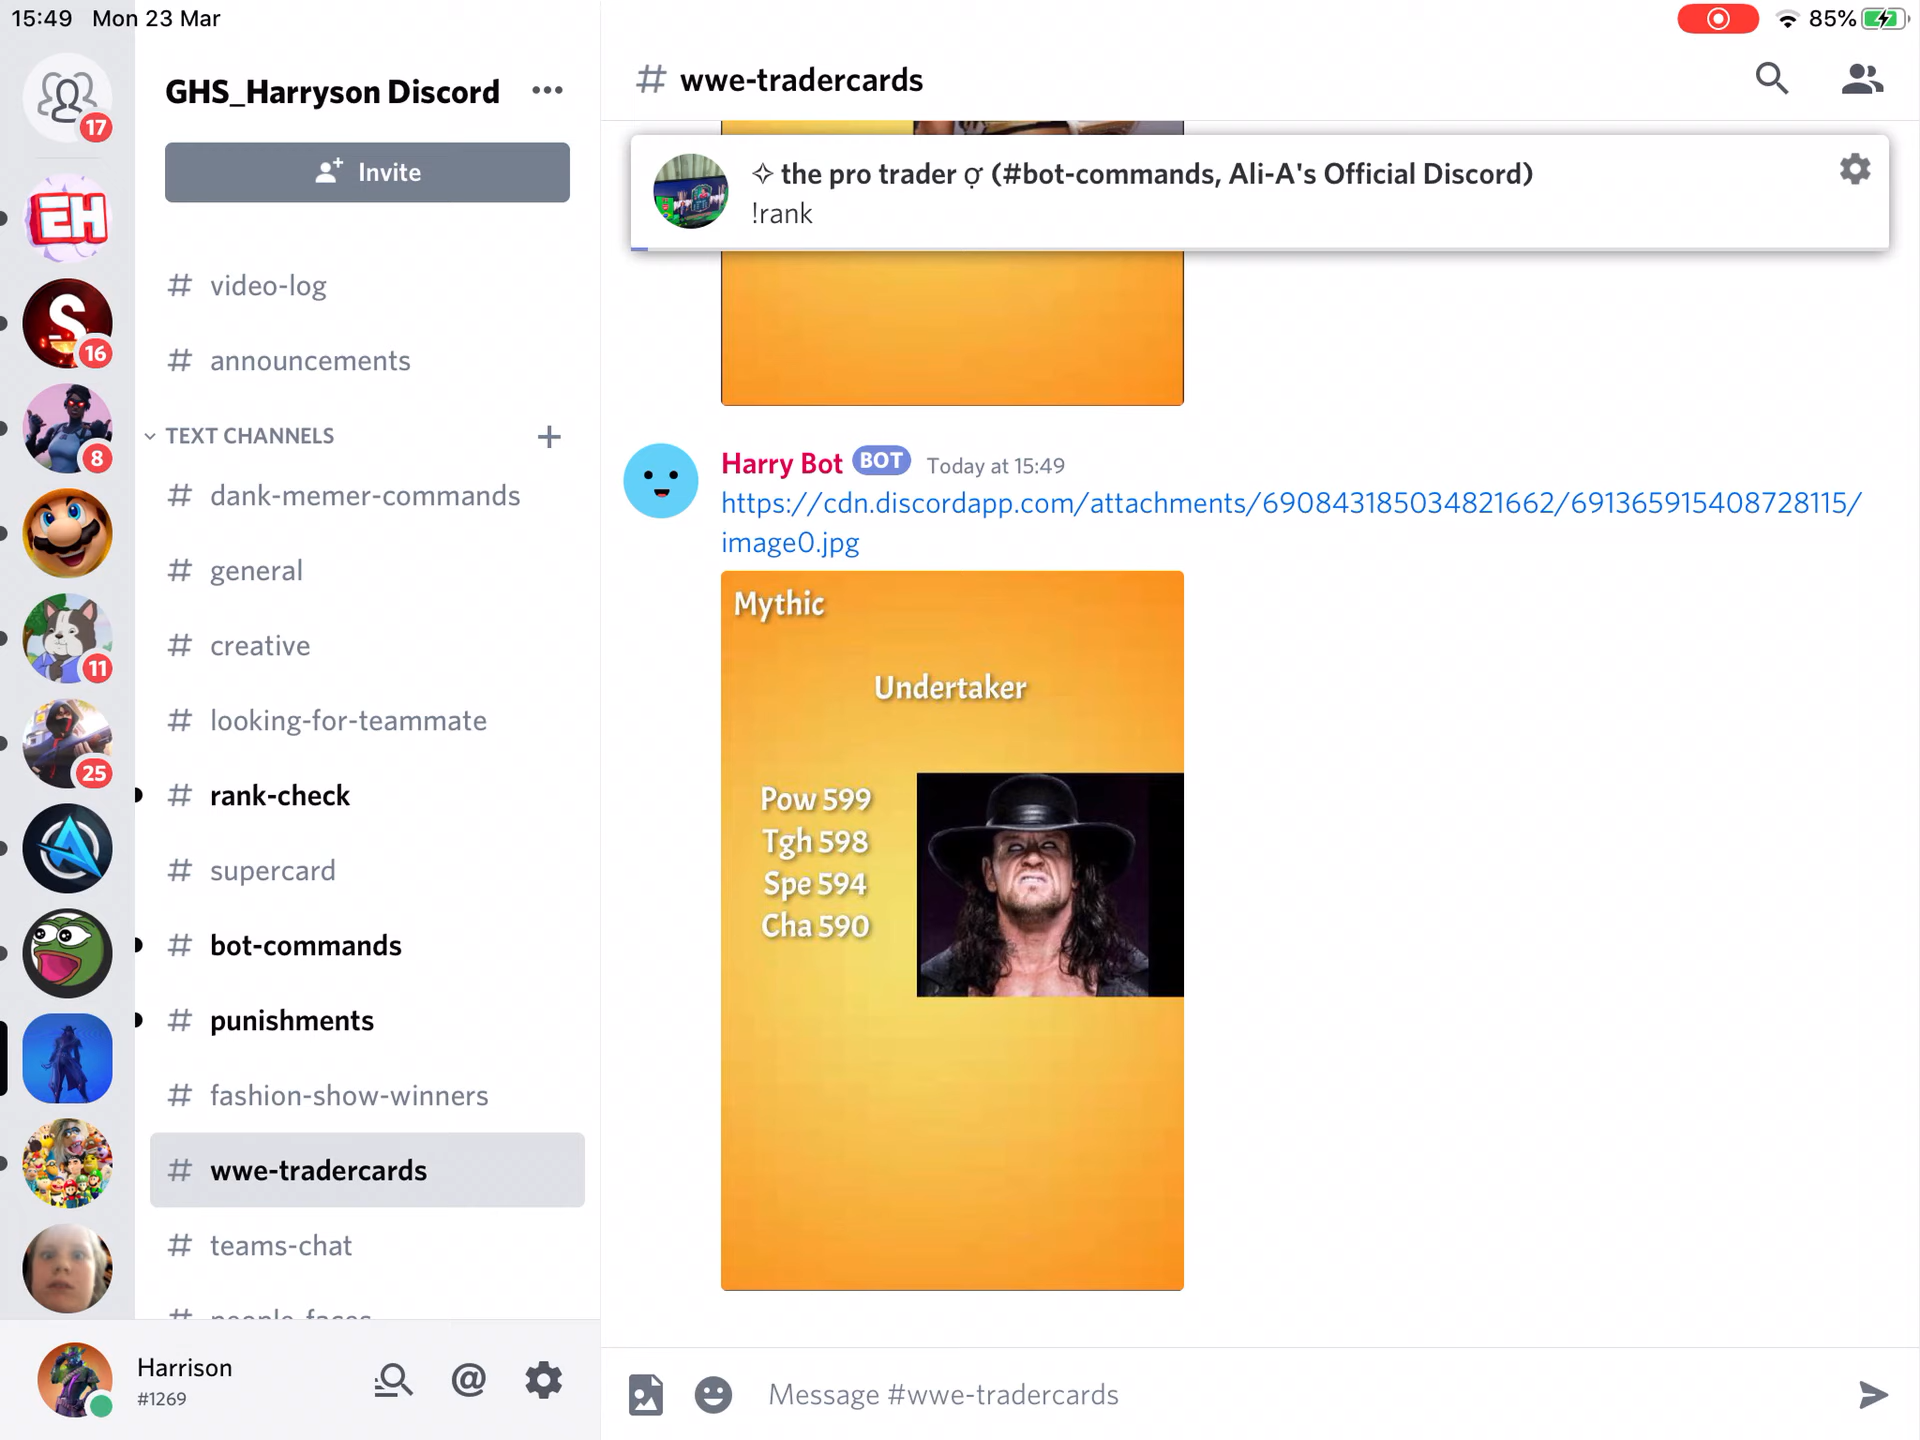 15:49 Mon 23 Mar
85%
17
GHS_Harryson Discord
Invite
EH
# video-log
S
16
# announcements
TEXT CHANNELS
8
# dank-memer-commands
# general
# creative
11
# looking-for-teammate
25
# rank-check
# supercard
# bot-commands
# punishments
# fashion-show-winners
# wwe-tradercards
# teams-chat
# people-faces
Harrison
#1269
@
# wwe-tradercards
✧ the pro trader ợ (#bot-commands, Ali-A's Official Discord)
!rank
Harry Bot BOT Today at 15:49
https://cdn.discordapp.com/attachments/690843185034821662/691365915408728115/
image0.jpg
Mythic
Undertaker
Pow 599
Tgh 598
Spe 594
Cha 590
Message #wwe-tradercards